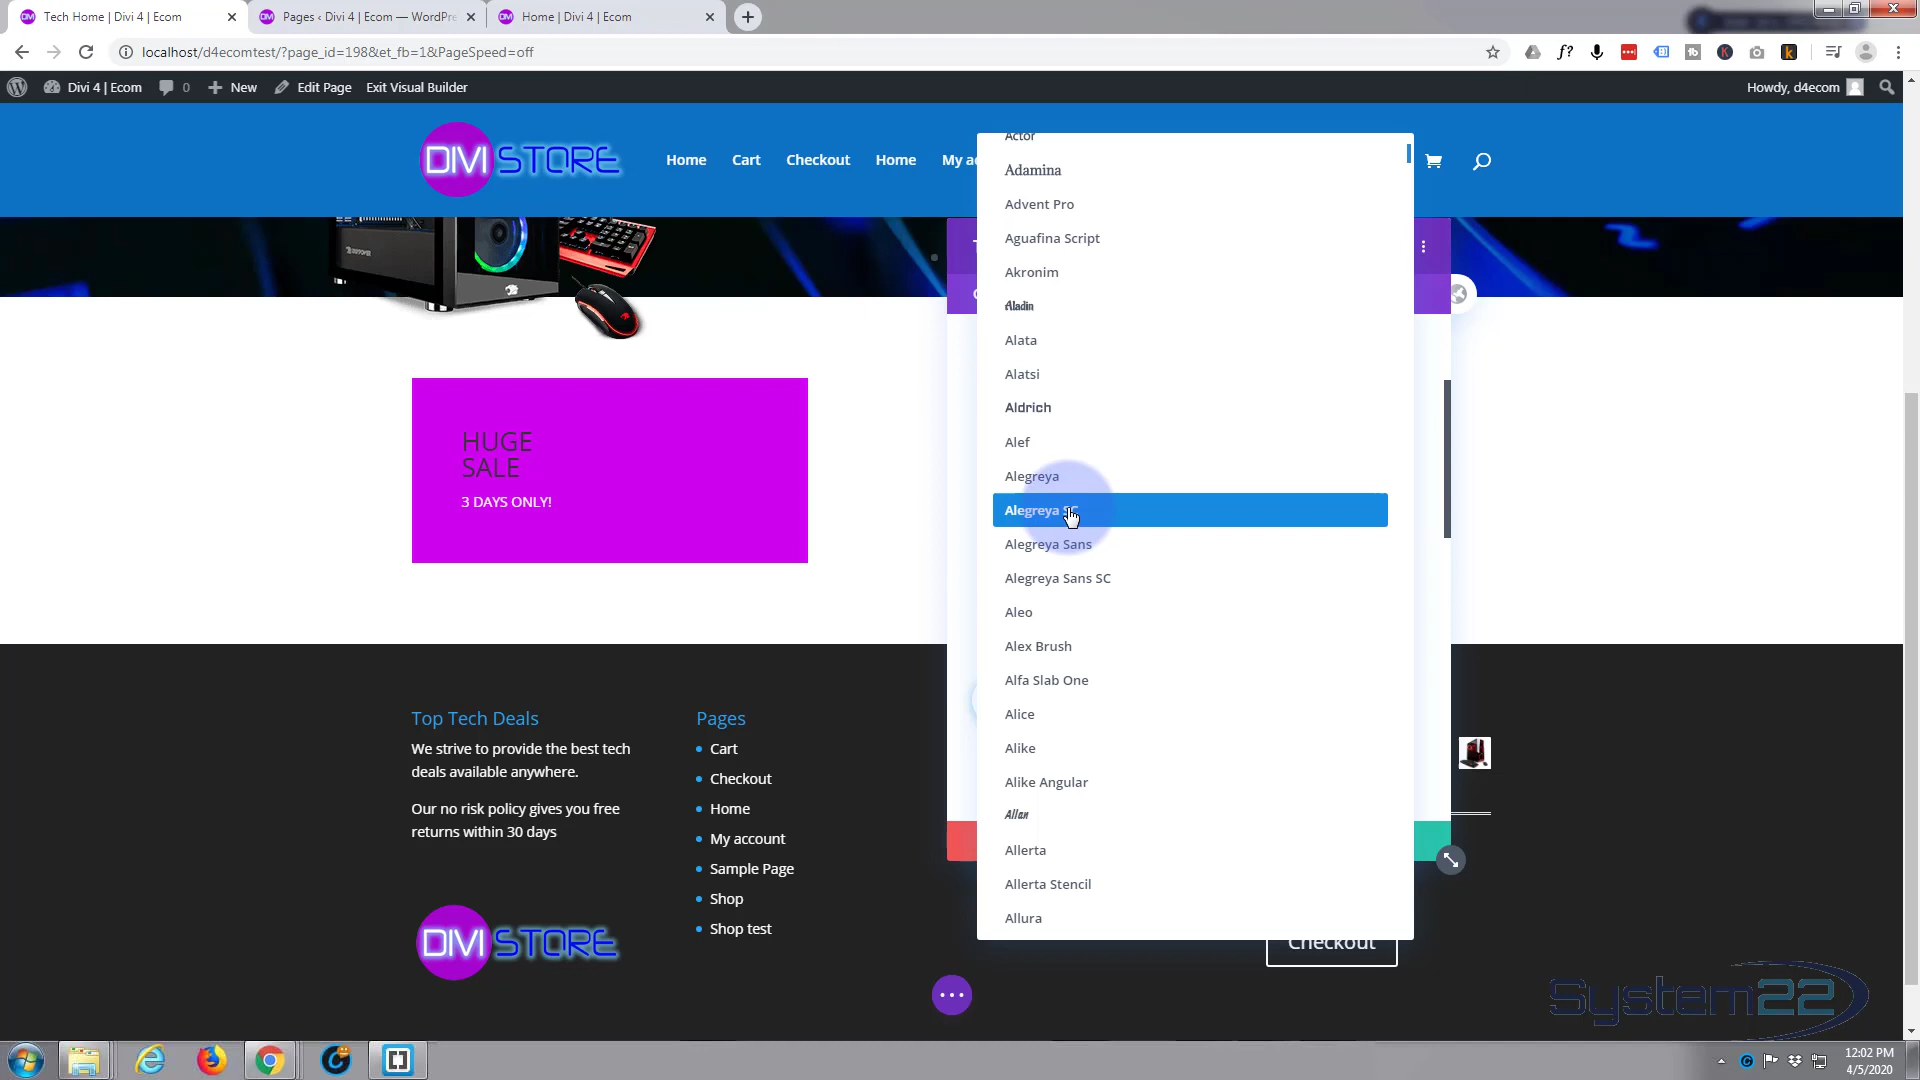 Tech Home | Divi 4 | Ecom
Pages ‹ Divi 4 | Ecom — WordPre
Home | Divi 4 | Ecom
localhost/d4ecomtest/?page_id=198&et_fb=1&PageSpeed=off
Divi 4 | Ecom
0
New
Edit Page
Exit Visual Builder
Howdy, d4ecom
DIVI STORE
Home
Cart
Checkout
Home
My a
Actor
Adamina
Advent Pro
Aguafina Script
Akronim
Aladin
Alata
Alatsi
Aldrich
Alef
Alegreya
Alegreya SC
Alegreya Sans
Alegreya Sans SC
Aleo
Alex Brush
Alfa Slab One
Alice
Alike
Alike Angular
Allan
Allerta
Allerta Stencil
Allura
HUGE
SALE
3 DAYS ONLY!
Top Tech Deals
We strive to provide the best tech
deals available anywhere.
Our no risk policy gives you free
returns within 30 days
DIVI STORE
Pages
Cart
Checkout
Home
My account
Sample Page
Shop
Shop test
Checkout
System22
12:02 PM
4/5/2020